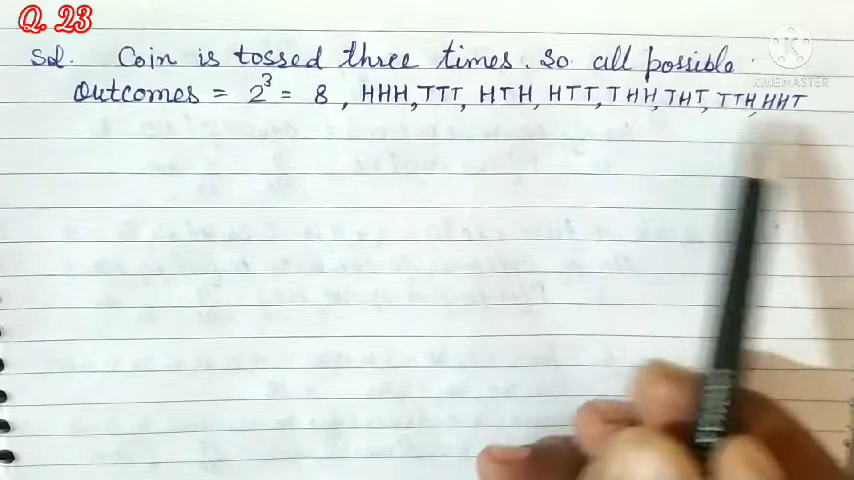 Q. 23
Sol. Coin is tossed three times. So all possible
Outcomes = 2³ = 8, HHH, TTT, HTH, HTT, THH, THT, TTH, HHT
KINEMASTER